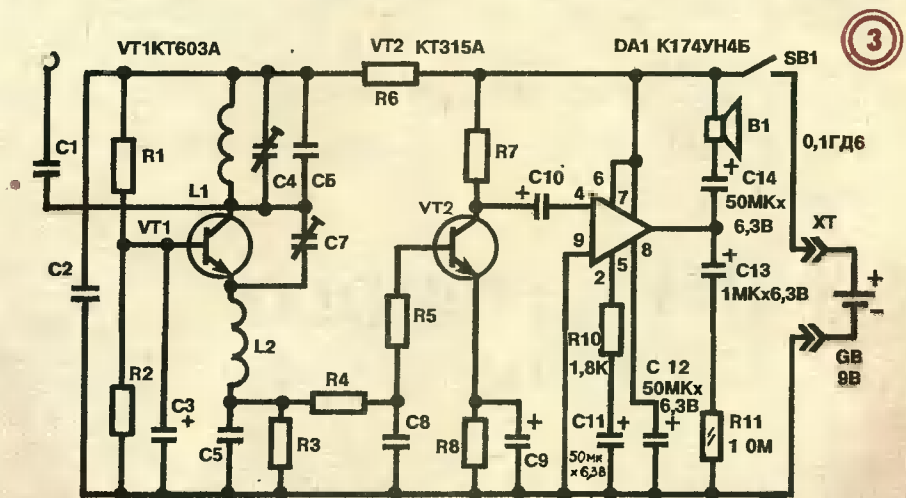 VT1КТ603А
VT2 КТ315А
DA1 К174УН4Б
3
SB1
R6
C1
R1
L1
C4
C6
R7
B1
0,1ГД6
C10
6
7
C14
50МКх
6,3В
4
VT1
VT2
C7
9
8
XT
2
5
C13
1МКх6,3В
C2
+
-
R5
L2
R10
1,8К
C 12
50МКх
6,3В
GB
9В
R2
C3
+
R4
C5
R3
C8
R8
+
C9
C11
+
50мк
х6,3В
+
R11
1 ОМ
+
+
+